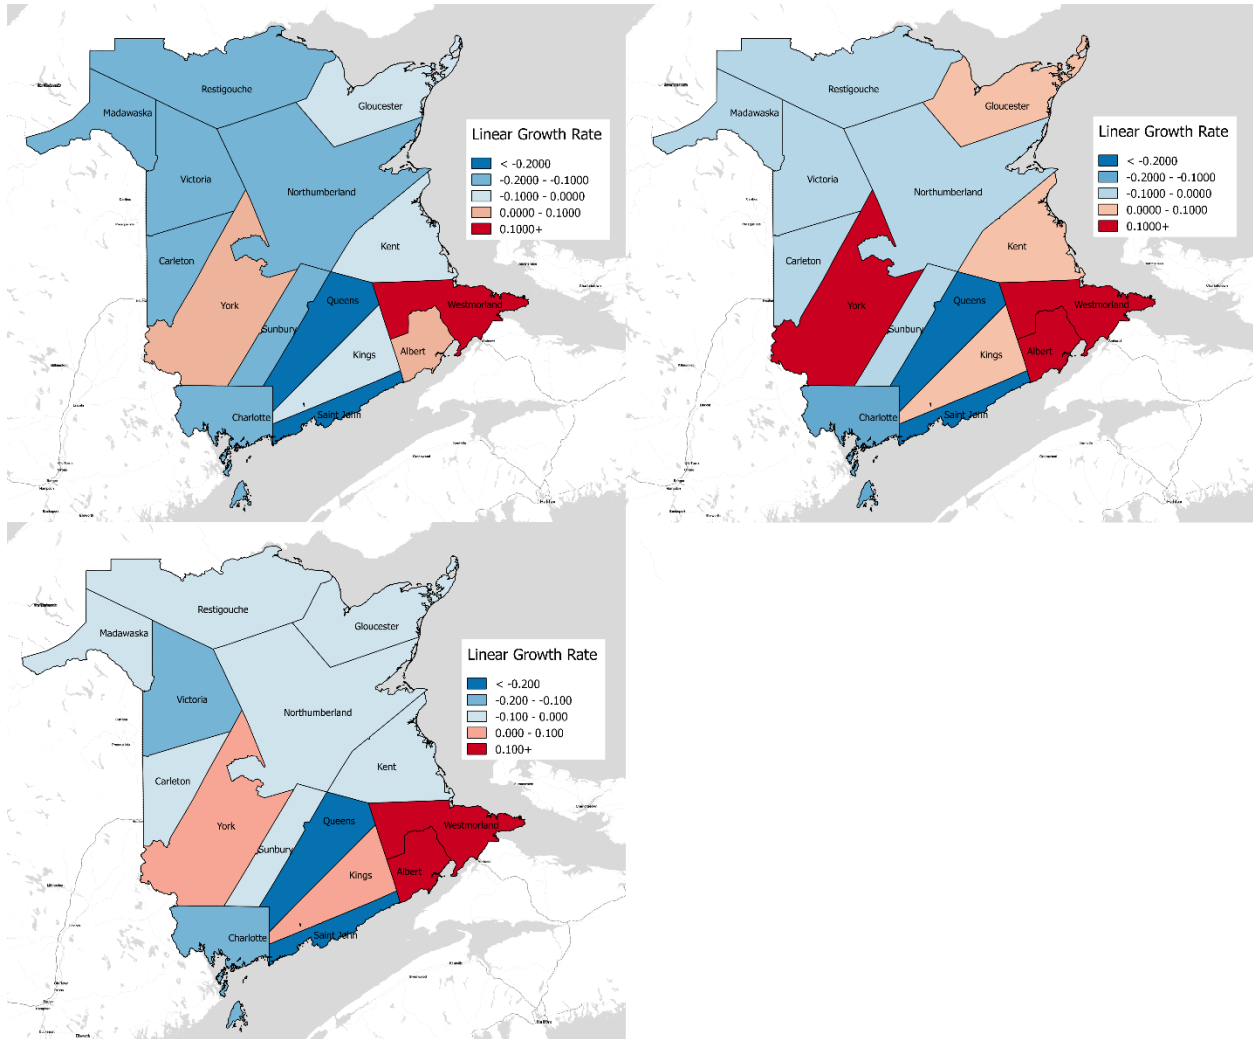 Restigouche
Gloucester
Madawaska
Victoria
Northumberland
Carleton
Kent
York
Sunbury
Queens
Westmorland
Kings
Albert
Charlotte
Saint John
Halifax
Linear Growth Rate
< -0.2000
-0.2000 - -0.1000
-0.1000 - 0.0000
0.0000 - 0.1000
0.1000+
Restigouche
Gloucester
Madawaska
Victoria
Northumberland
Carleton
Kent
York
Sunbury
Queens
Westmorland
Kings
Albert
Charlotte
Saint John
Halifax
Linear Growth Rate
< -0.2000
-0.2000 - -0.1000
-0.1000 - 0.0000
0.0000 - 0.1000
0.1000+
Restigouche
Gloucester
Madawaska
Victoria
Northumberland
Carleton
Kent
York
Sunbury
Queens
Westmorland
Kings
Albert
Charlotte
Saint John
Halifax
Linear Growth Rate
< -0.200
-0.200 - -0.100
-0.100 - 0.000
0.000 - 0.100
0.100+